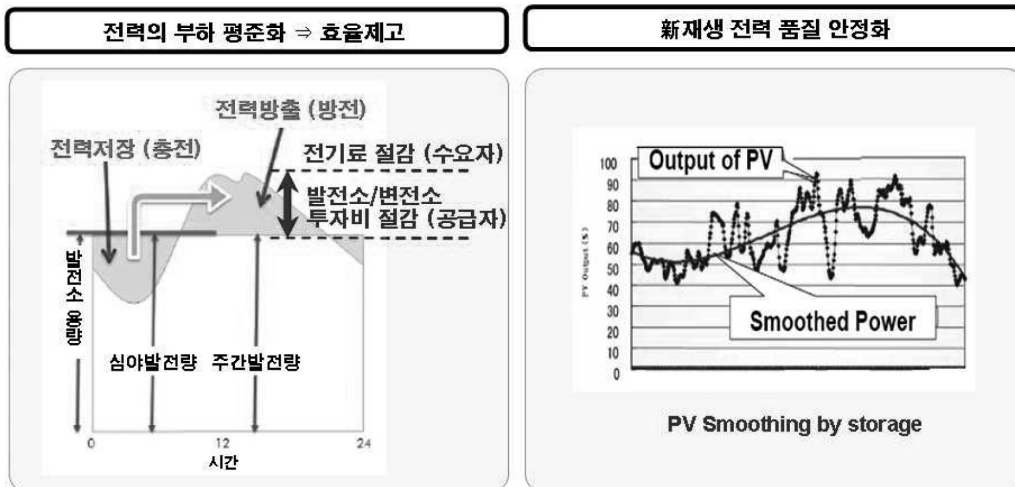 전력의 부하 평준화 ⇒ 효율제고
전력방출 (방전)
전력저장 (충전)
전기료 절감 (수요자)
발전소/변전소
투자비 절감 (공급자)
발전소 용량
심야발전량
주간발전량
0
12
24
시간
新재생 전력 품질 안정화
100
90
80
70
60
50
40
30
20
10
0
PV Output (%)
Output of PV
Smoothed Power
PV Smoothing by storage